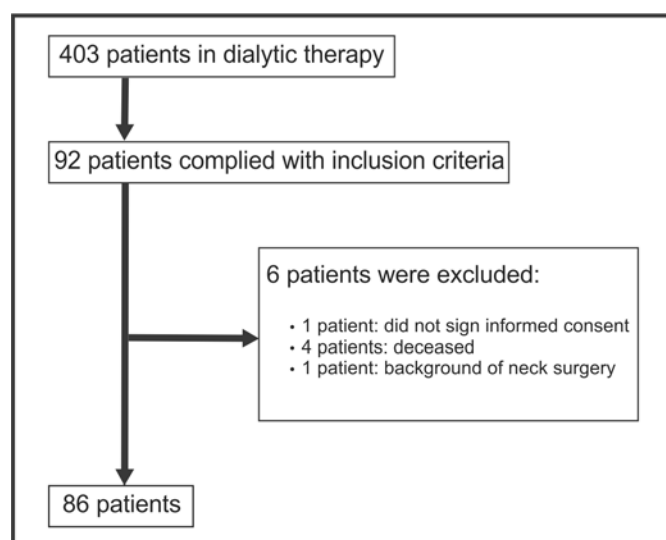 403 patients in dialytic therapy
92 patients complied with inclusion criteria
6 patients were excluded:
• 1 patient: did not sign informed consent
• 4 patients: deceased
• 1 patient: background of neck surgery
86 patients